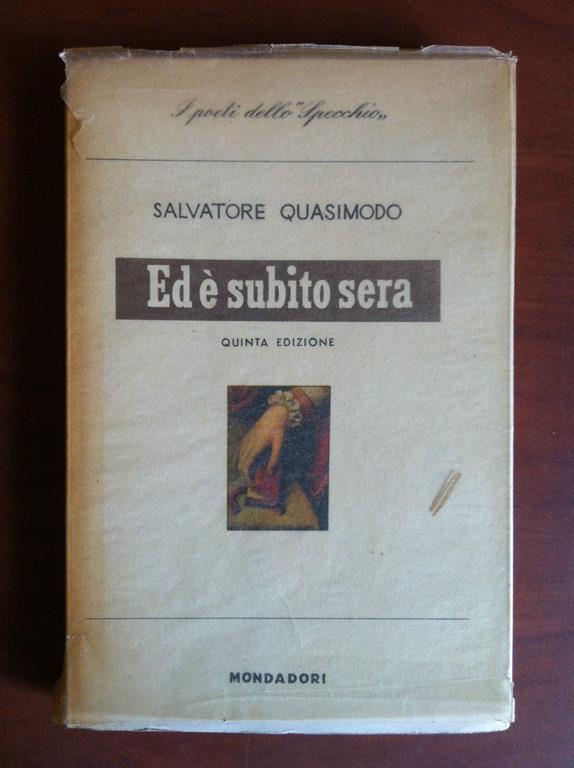 I poeti dello "Specchio„
SALVATORE QUASIMODO
Ed è subito sera
QUINTA EDIZIONE
MONDADORI